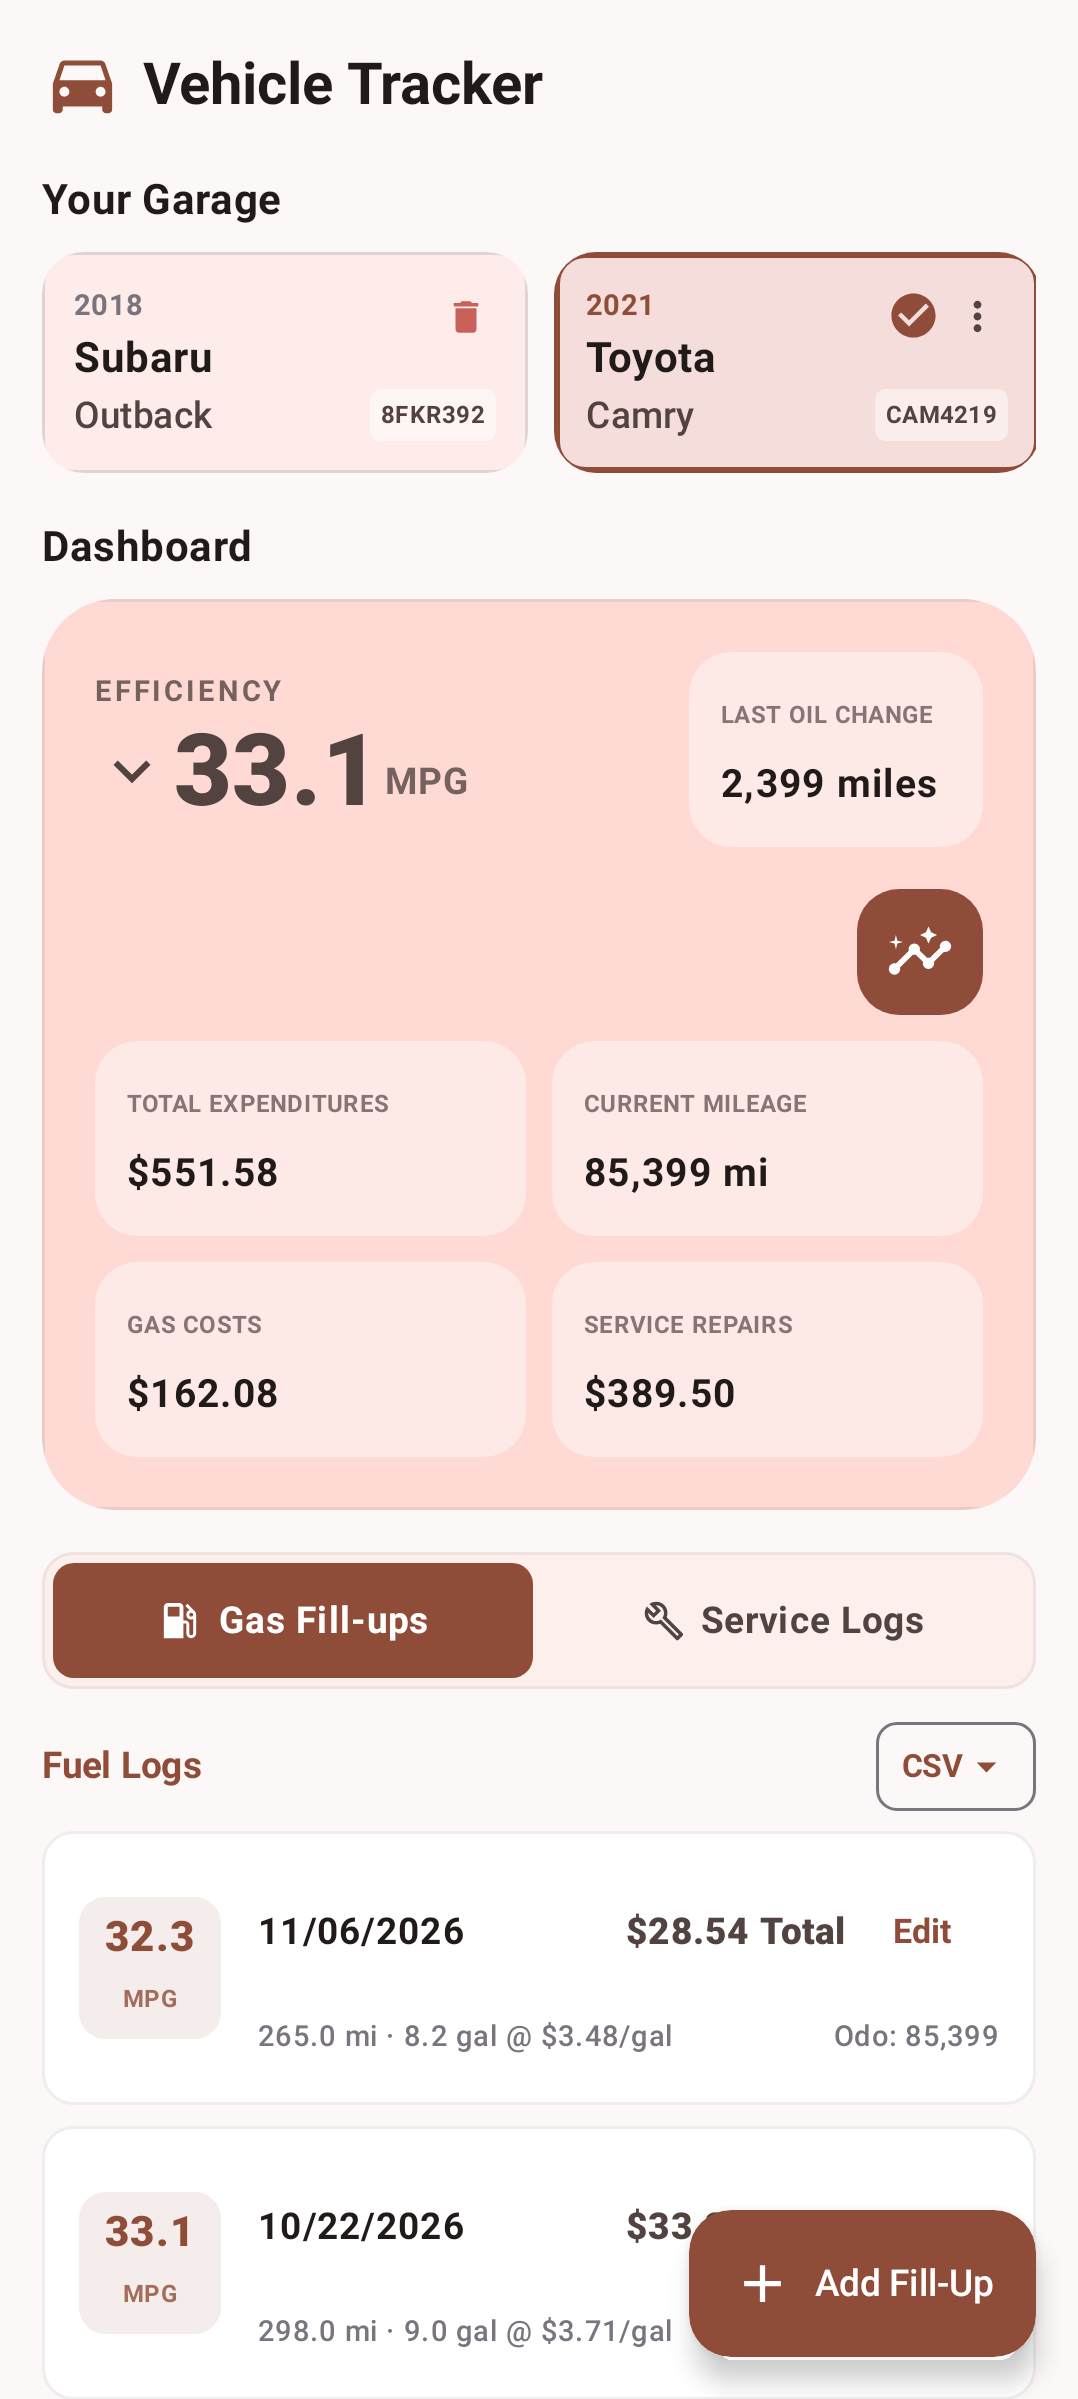 Vehicle Tracker
Your Garage
2018
Subaru
Outback
8FKR392
2021
Toyota
Camry
CAM4219
Dashboard
EFFICIENCY
33.1 MPG
LAST OIL CHANGE
2,399 miles
TOTAL EXPENDITURES
$551.58
CURRENT MILEAGE
85,399 mi
GAS COSTS
$162.08
SERVICE REPAIRS
$389.50
Gas Fill-ups
Service Logs
Fuel Logs
CSV
32.3
MPG
11/06/2026
$28.54 Total
Edit
265.0 mi · 8.2 gal @ $3.48/gal
Odo: 85,399
33.1
MPG
10/22/2026
$33.
298.0 mi · 9.0 gal @ $3.71/gal
Add Fill-Up